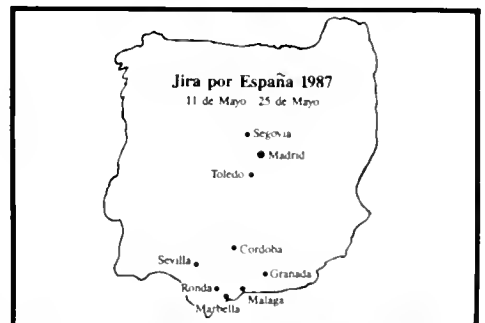 Jira por España 1987
11 de Mayo 25 de Mayo
Segovia
Madrid
Toledo
Cordoba
Sevilla
Granada
Ronda
Malaga
Marbella